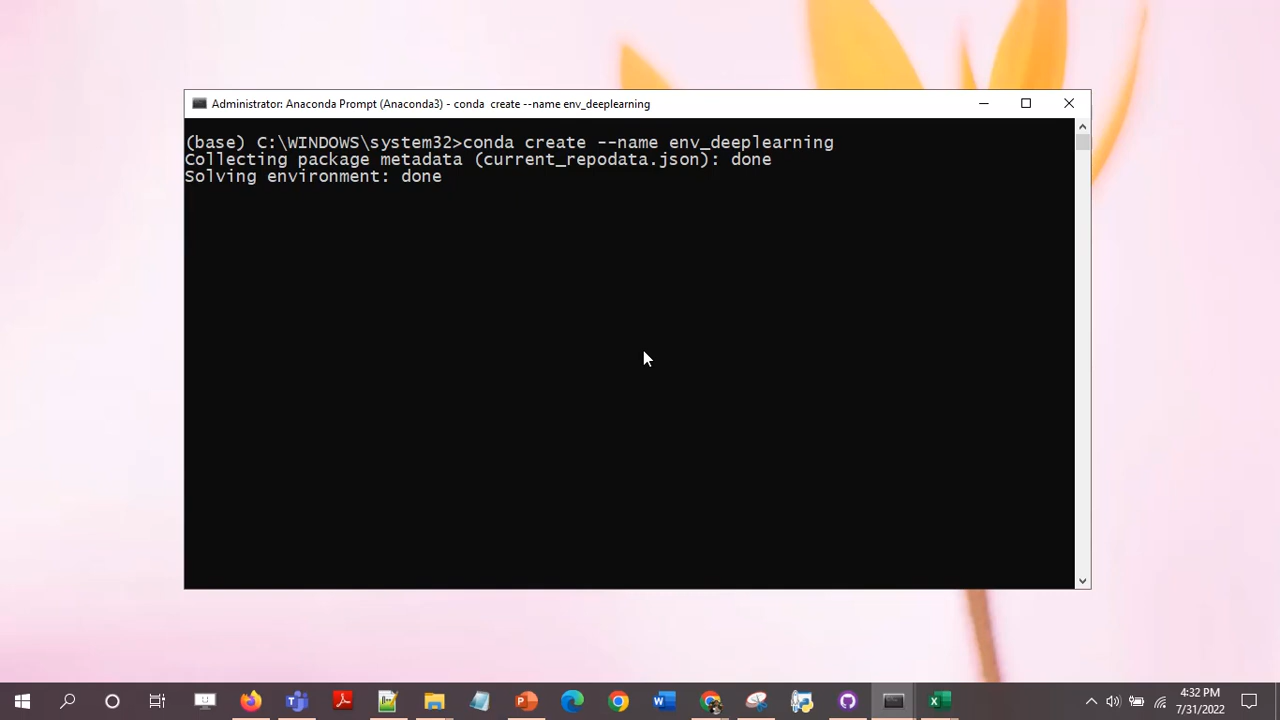 Administrator: Anaconda Prompt (Anaconda3) - conda  create --name env_deeplearning
(base) C:\WINDOWS\system32>conda create --name env_deeplearning
Collecting package metadata (current_repodata.json): done
Solving environment: done
4:32 PM
7/31/2022